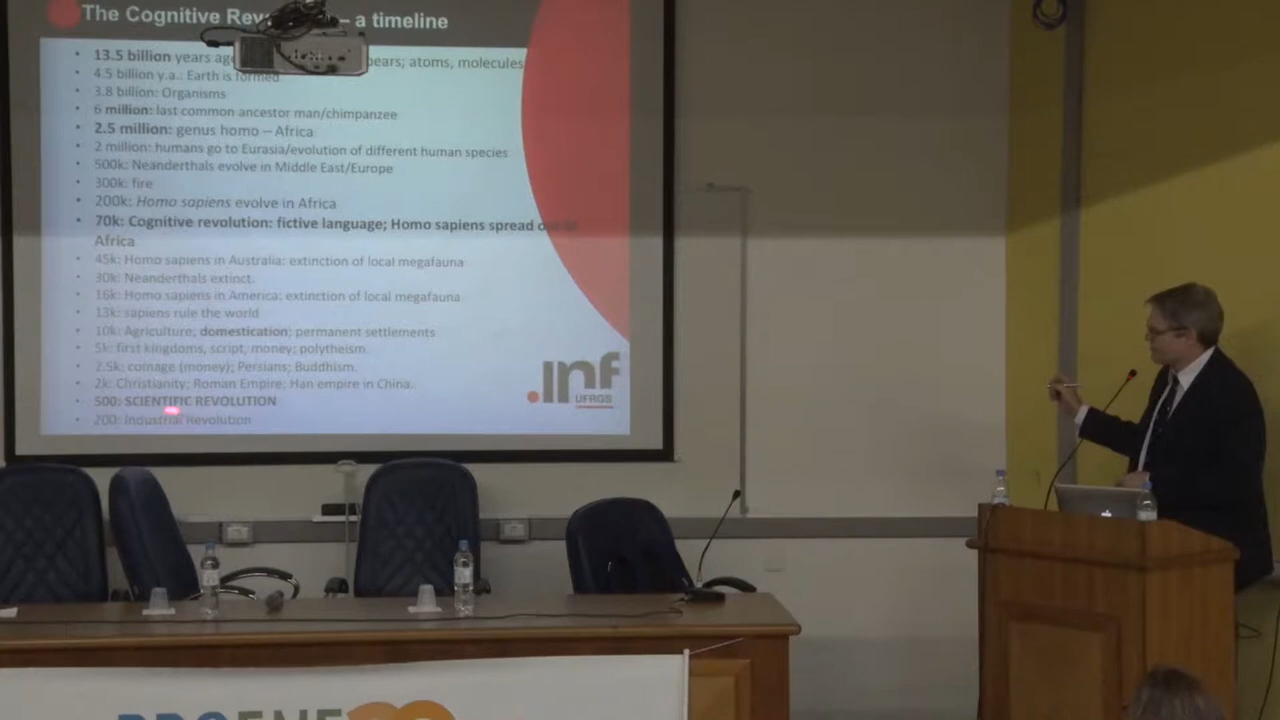 The Cognitive Rev – a timeline
• 13.5 billion years ag pears; atoms, molecules
• 4.5 billion y.a.: Earth is formed
• 3.8 billion: Organisms
• 6 million: last common ancestor man/chimpanzee
• 2.5 million: genus homo – Africa
• 2 million: humans go to Eurasia/evolution of different human species
• 500k: Neanderthals evolve in Middle East/Europe
• 300k: fire
• 200k: Homo sapiens evolve in Africa
• 70k: Cognitive revolution: fictive language; Homo sapiens spread out of
Africa
• 45k: Homo sapiens in Australia: extinction of local megafauna
• 30k: Neanderthals extinct.
• 16k: Homo sapiens in America: extinction of local megafauna
• 13k: sapiens rule the world
• 10k: Agriculture; domestication; permanent settlements
• 5k: first kingdoms, script, money; polytheism.
• 2.5k: coinage (money); Persians; Buddhism.
• 2k: Christianity; Roman Empire; Han empire in China.
• 500: SCIENTIFIC REVOLUTION
• 200: Industrial Revolution
.inf
UFRGS